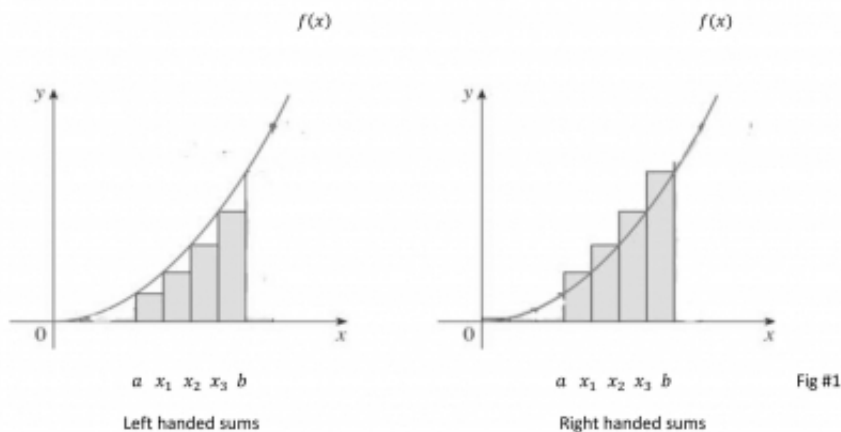 f(x)
f(x)
y
y
0
x
0
x
a x₁ x₂ x₃ b
a x₁ x₂ x₃ b
Fig #1
Left handed sums
Right handed sums